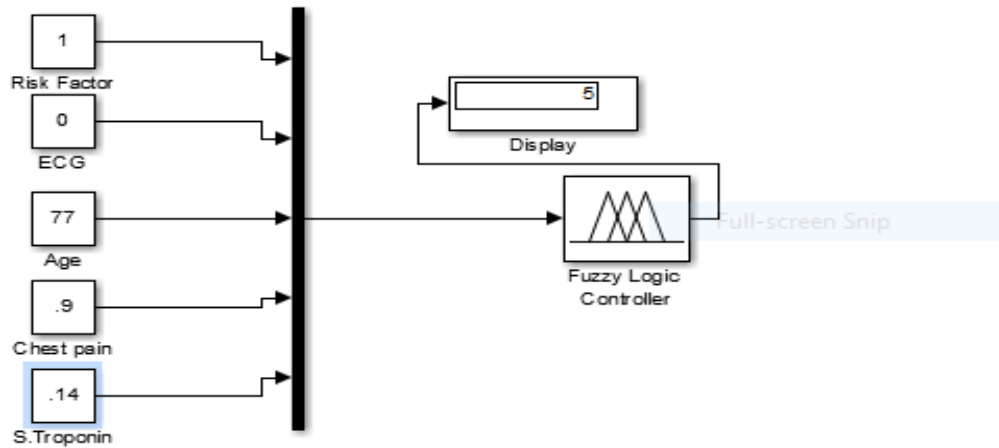 1
Risk Factor
0
ECG
77
Age
.9
Chest pain
.14
S.Troponin
5
Display
Fuzzy Logic
Controller
Full-screen Snip